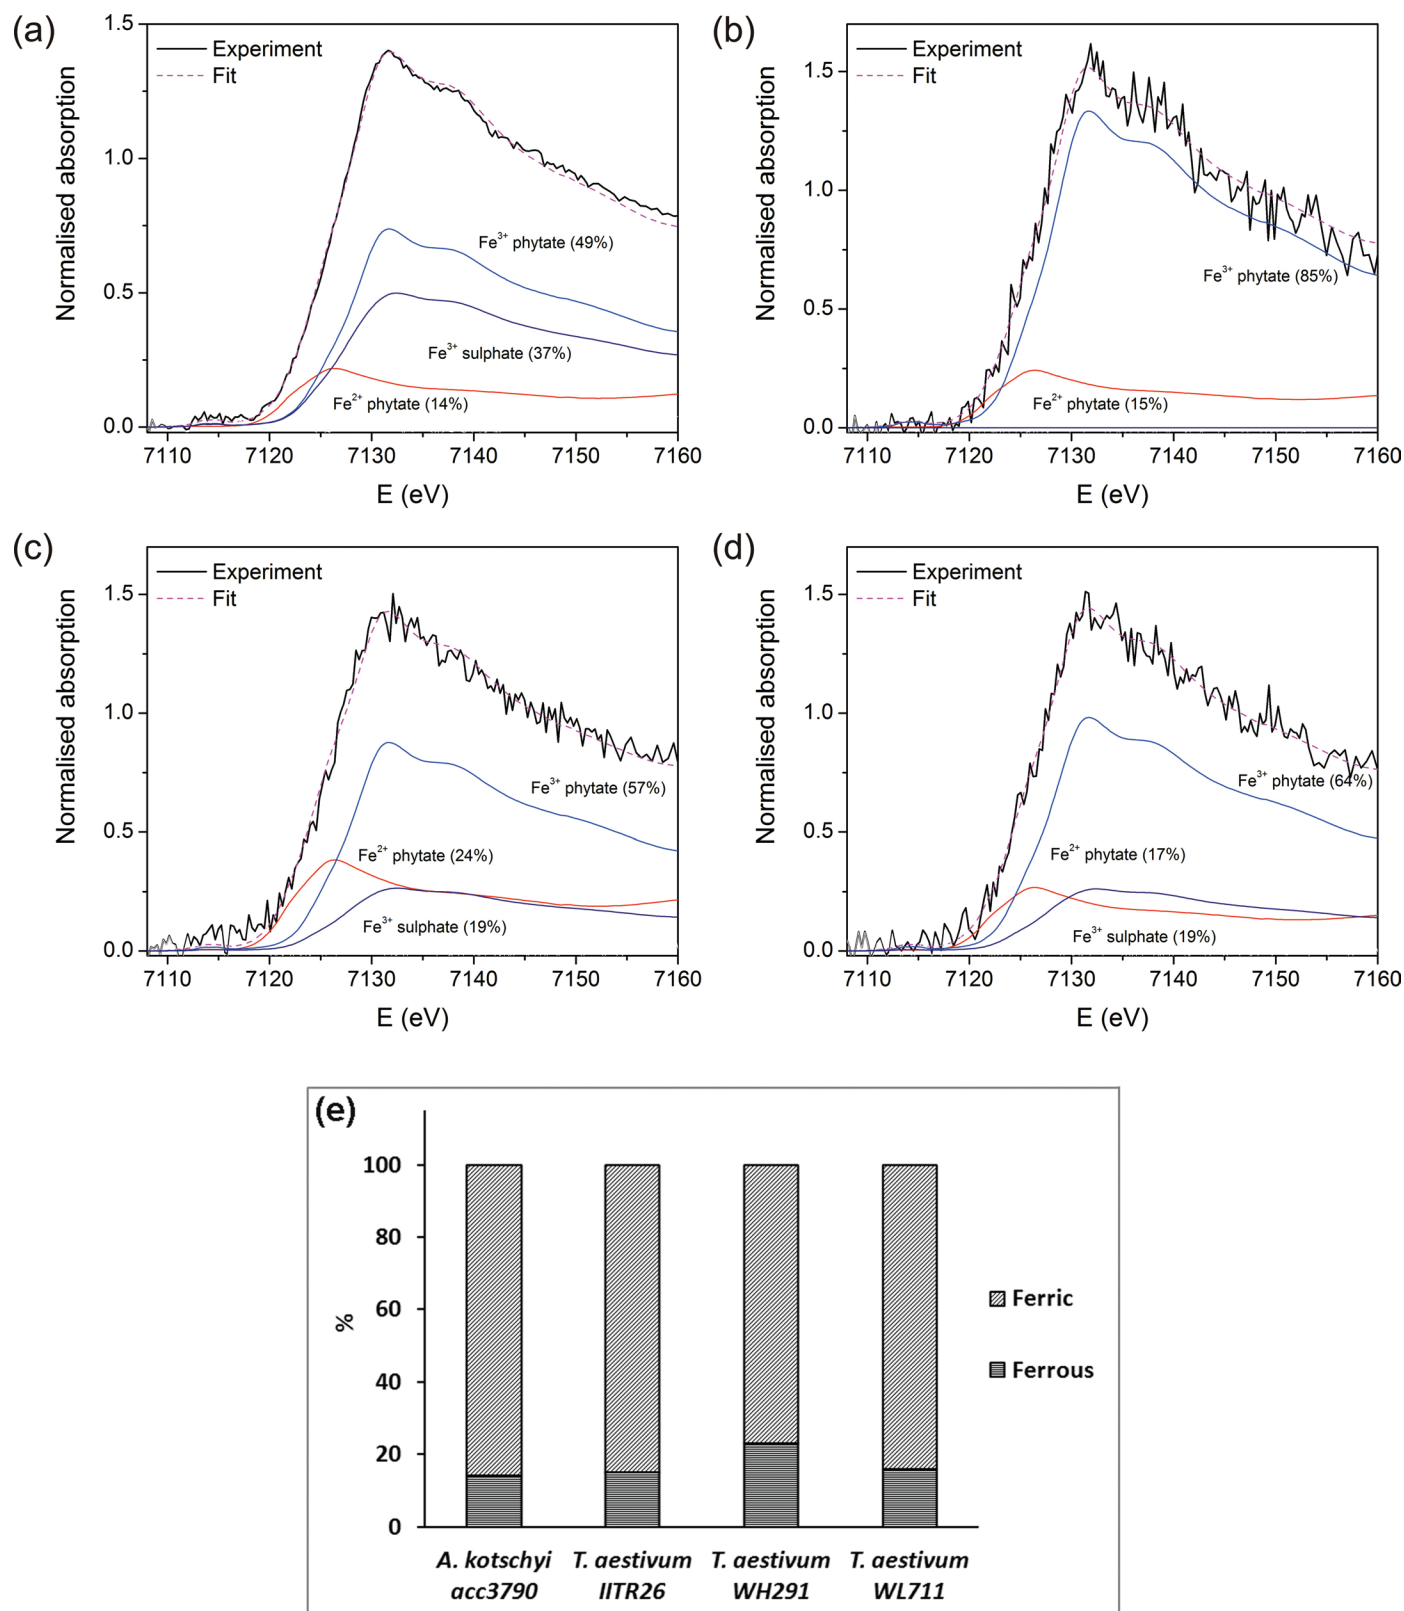 (a)
Experiment
Fit
Normalised absorption
1.5
1.0
0.5
0.0
Fe³⁺ phytate (49%)
Fe³⁺ sulphate (37%)
Fe²⁺ phytate (14%)
7110 7120 7130 7140 7150 7160
E (eV)
(b)
Experiment
Fit
Normalised absorption
1.5
1.0
0.5
0.0
Fe³⁺ phytate (85%)
Fe²⁺ phytate (15%)
7110 7120 7130 7140 7150 7160
E (eV)
(c)
Experiment
Fit
Normalised absorption
1.5
1.0
0.5
0.0
Fe³⁺ phytate (57%)
Fe²⁺ phytate (24%)
Fe³⁺ sulphate (19%)
7110 7120 7130 7140 7150 7160
E (eV)
(d)
Experiment
Fit
Normalised absorption
1.5
1.0
0.5
0.0
Fe³⁺ phytate (64%)
Fe²⁺ phytate (17%)
Fe³⁺ sulphate (19%)
7110 7120 7130 7140 7150 7160
E (eV)
(e)
%
100
80
60
40
20
0
Ferric
Ferrous
A. kotschyi T. aestivum T. aestivum T. aestivum
acc3790 IITR26 WH291 WL711